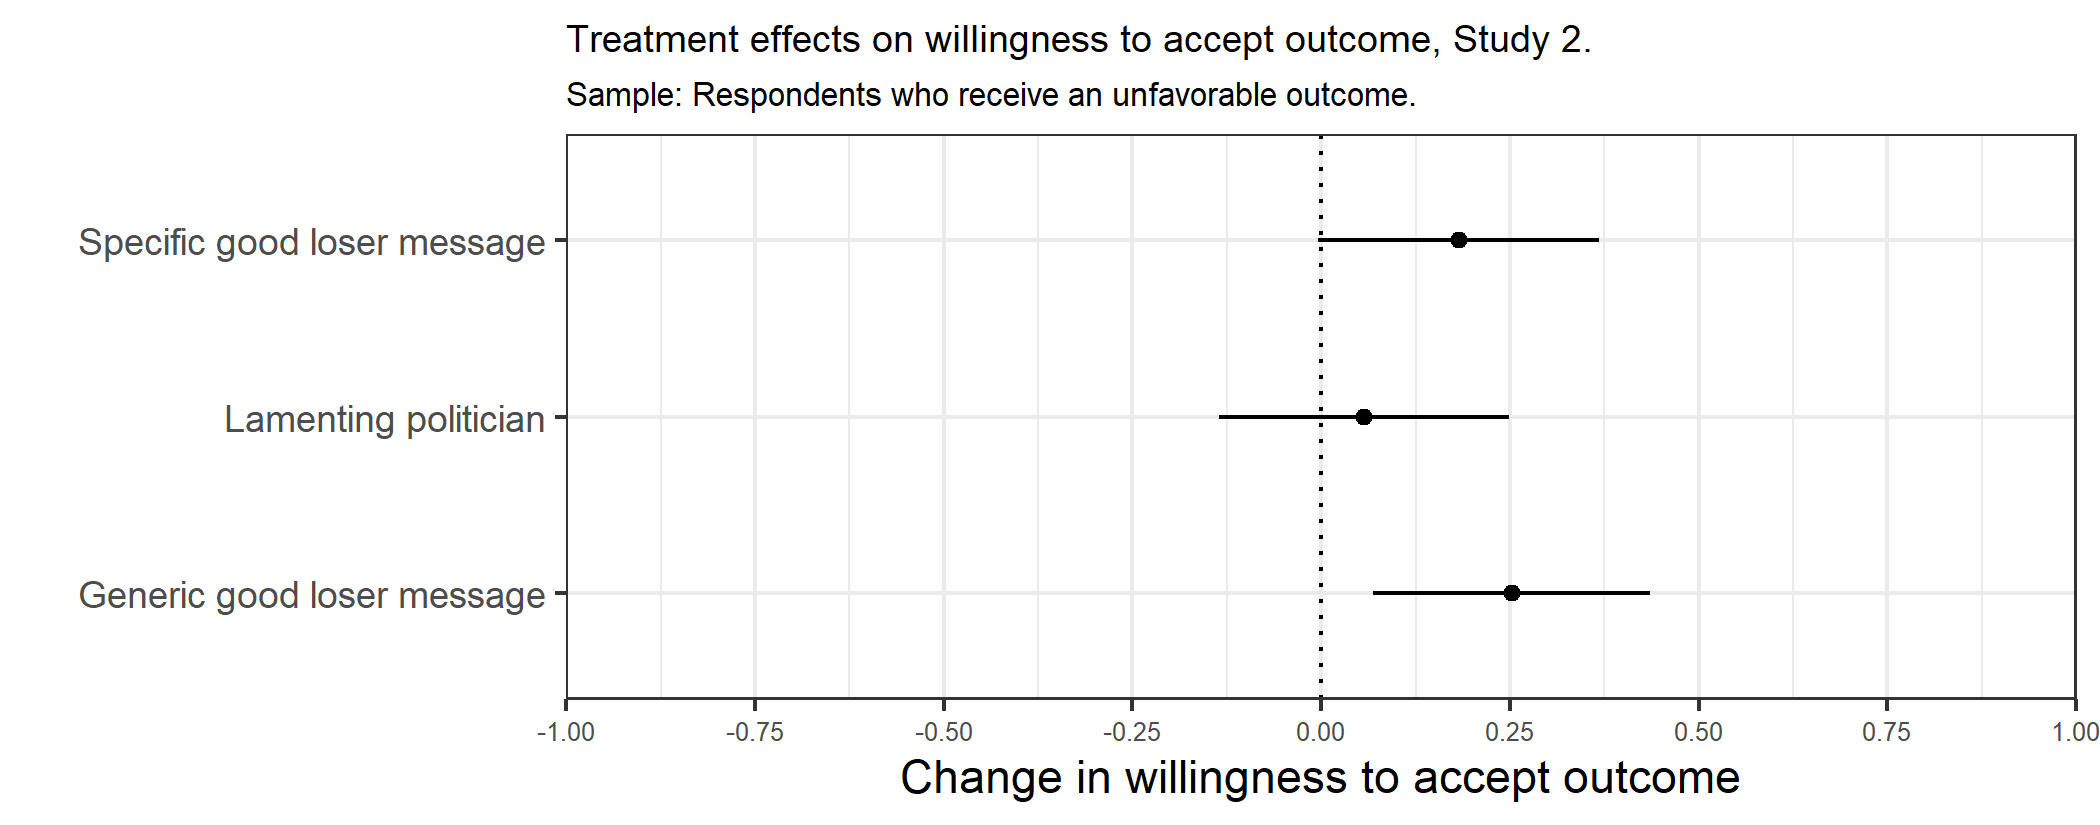 Treatment effects on willingness to accept outcome, Study 2.
Sample: Respondents who receive an unfavorable outcome.
Specific good loser message
Lamenting politician
Generic good loser message
-1.00 -0.75 -0.50 -0.25 0.00 0.25 0.50 0.75 1.00
Change in willingness to accept outcome